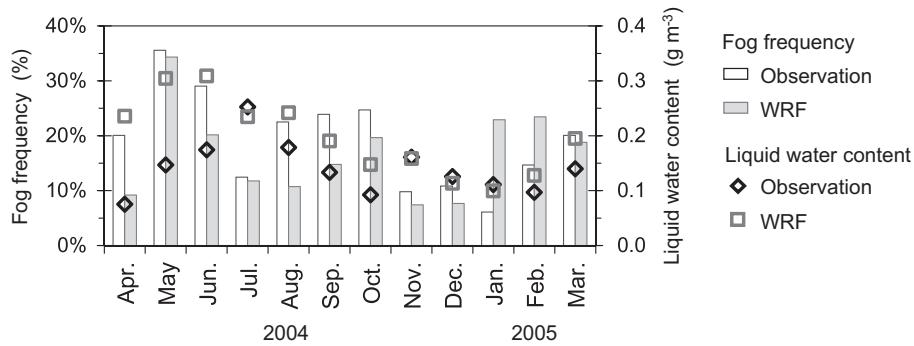 40%
30%
20%
10%
0%
Fog frequency (%)
0.4
0.3
0.2
0.1
0.0
Liquid water content (g m⁻³)
Apr.
May
Jun.
Jul.
Aug.
Sep.
Oct.
Nov.
Dec.
Jan.
Feb.
Mar.
2004
2005
Fog frequency
Observation
WRF
Liquid water content
Observation
WRF